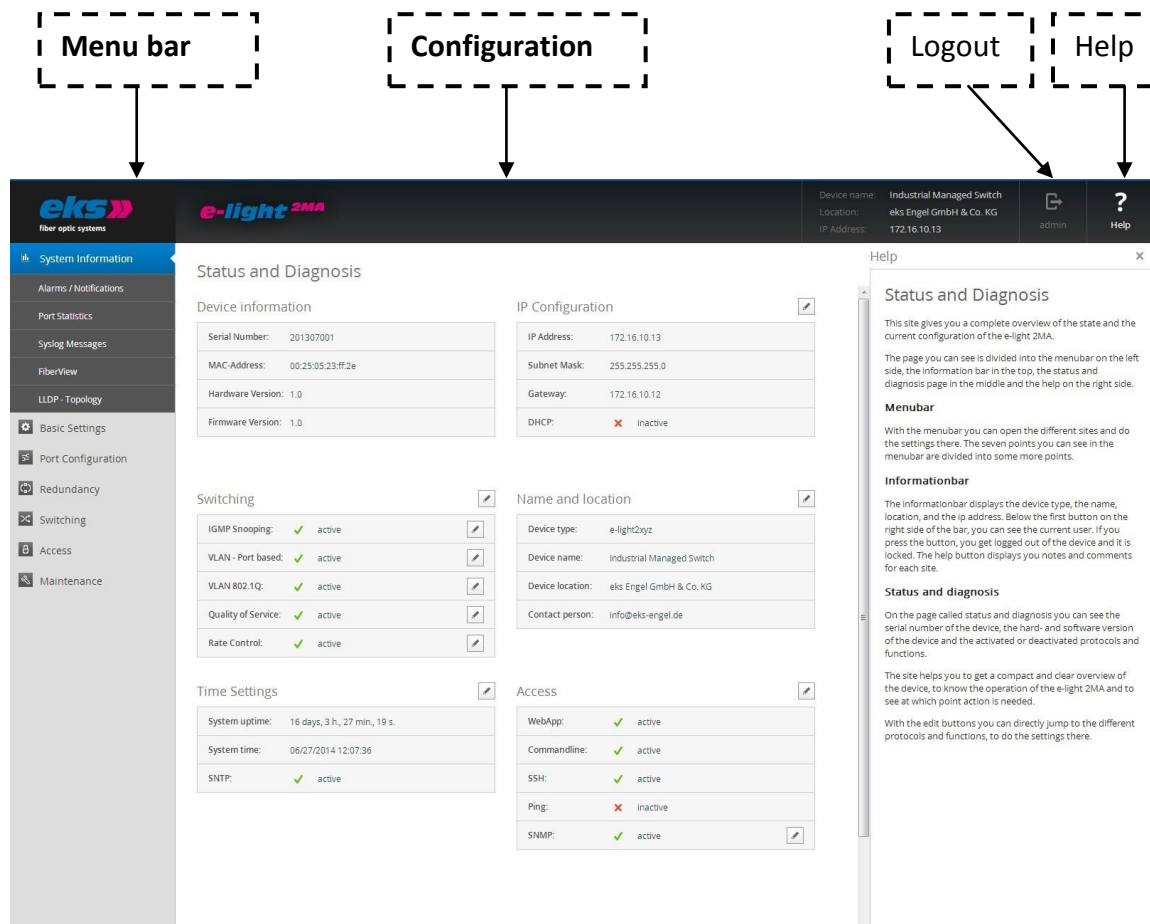 Menu bar
Configuration
Logout
Help
eks
fiber optic systems
e-light 2MA
Device name: Industrial Managed Switch
Location: eks Engel GmbH & Co. KG
IP Address: 172.16.10.13
admin
?
Help
System Information
Alarms / Notifications
Port Statistics
Syslog Messages
FiberView
LLDP - Topology
Basic Settings
Port Configuration
Redundancy
Switching
Access
Maintenance
Status and Diagnosis
Device information
Serial Number: 201307001
MAC-Address: 00:25:05:23:ff:2e
Hardware Version: 1.0
Firmware Version: 1.0
IP Configuration
IP Address: 172.16.10.13
Subnet Mask: 255.255.255.0
Gateway: 172.16.10.12
DHCP: inactive
Switching
IGMP Snooping: active
VLAN - Port based: active
VLAN 802.1Q: active
Quality of Service: active
Rate Control: active
Name and location
Device type: e-light2xyz
Device name: Industrial Managed Switch
Device location: eks Engel GmbH & Co. KG
Contact person: info@eks-engel.de
Time Settings
System uptime: 16 days, 3 h., 27 min., 19 s.
System time: 06/27/2014 12:07:36
SNTP: active
Access
WebApp: active
Commandline: active
SSH: active
Ping: inactive
SNMP: active
Help
Status and Diagnosis
This site gives you a complete overview of the state and the
current configuration of the e-light 2MA.
The page you can see is divided into the menubar on the left
side, the information bar in the top, the status and
diagnosis page in the middle and the help on the right side.
Menubar
With the menubar you can open the different sites and do
the settings there. The seven points you can see in the
menubar are divided into some more points.
Informationbar
The informationbar displays the device type, the name,
location, and the ip address. Below the first button on the
right side of the bar, you can see the current user. If you
press the button, you get logged out of the device and it is
locked. The help button displays you notes and comments
for each site.
Status and diagnosis
On the page called status and diagnosis you can see the
serial number of the device, the hard- and software version
of the device and the activated or deactivated protocols and
functions.
The site helps you to get a compact and clear overview of
the device, to know the operation of the e-light 2MA and to
see at which point action is needed.
With the edit buttons you can directly jump to the different
protocols and functions, to do the settings there.